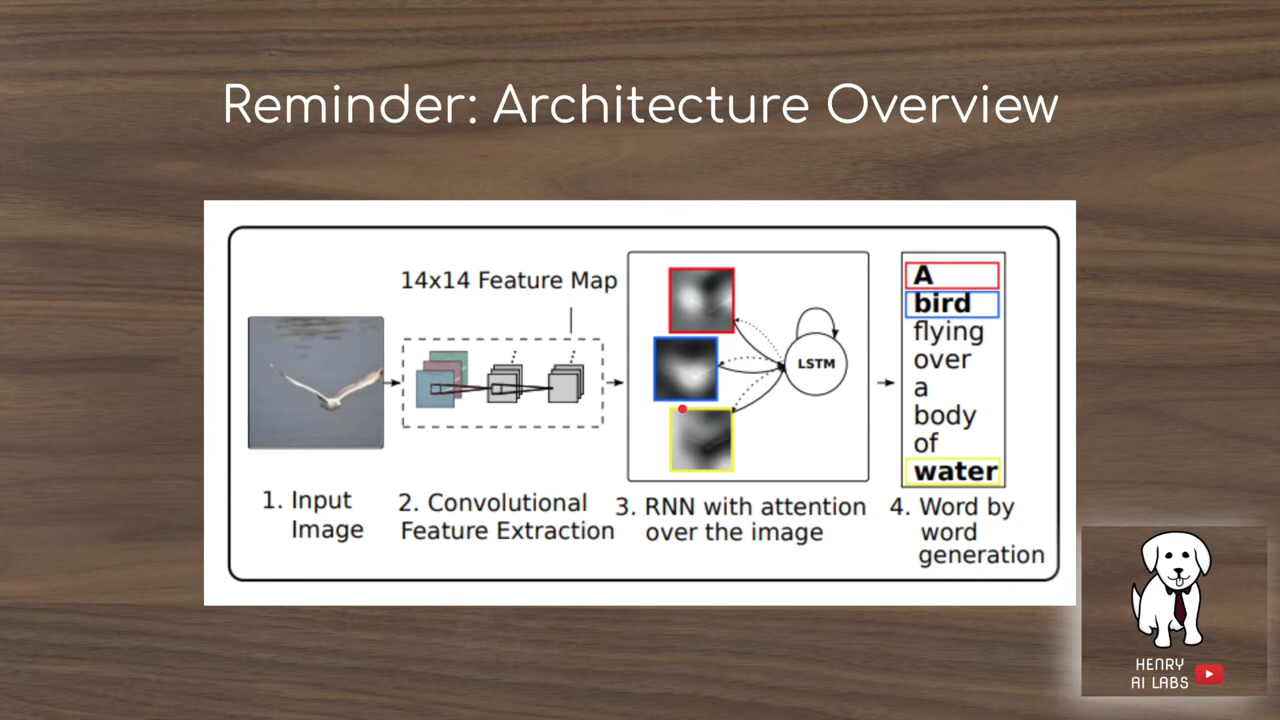 Reminder: Architecture Overview
14x14 Feature Map
LSTM
A
bird
flying
over
a
body
of
water
1. Input
Image
2. Convolutional
Feature Extraction
3. RNN with attention
over the image
4. Word by
word
generation
HENRY
AI LABS